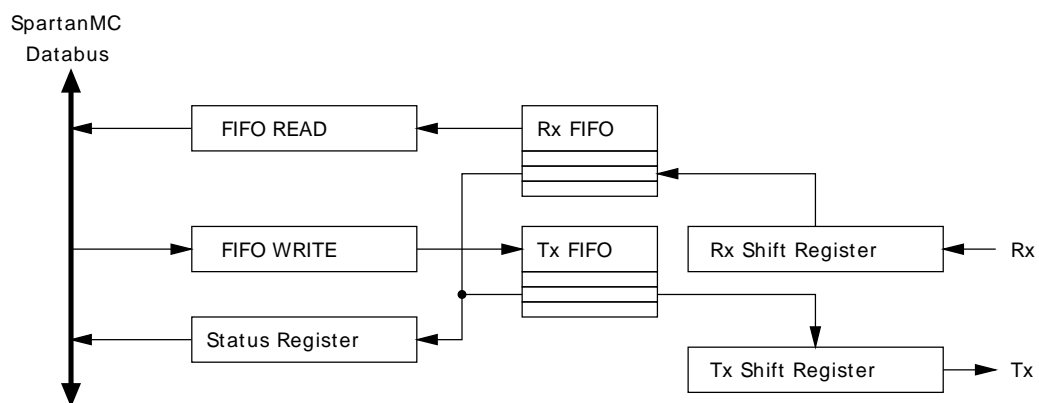 SpartanMC
Databus
FIFO READ
Rx FIFO
FIFO WRITE
Tx FIFO
Rx Shift Register
Rx
Status Register
Tx Shift Register
Tx